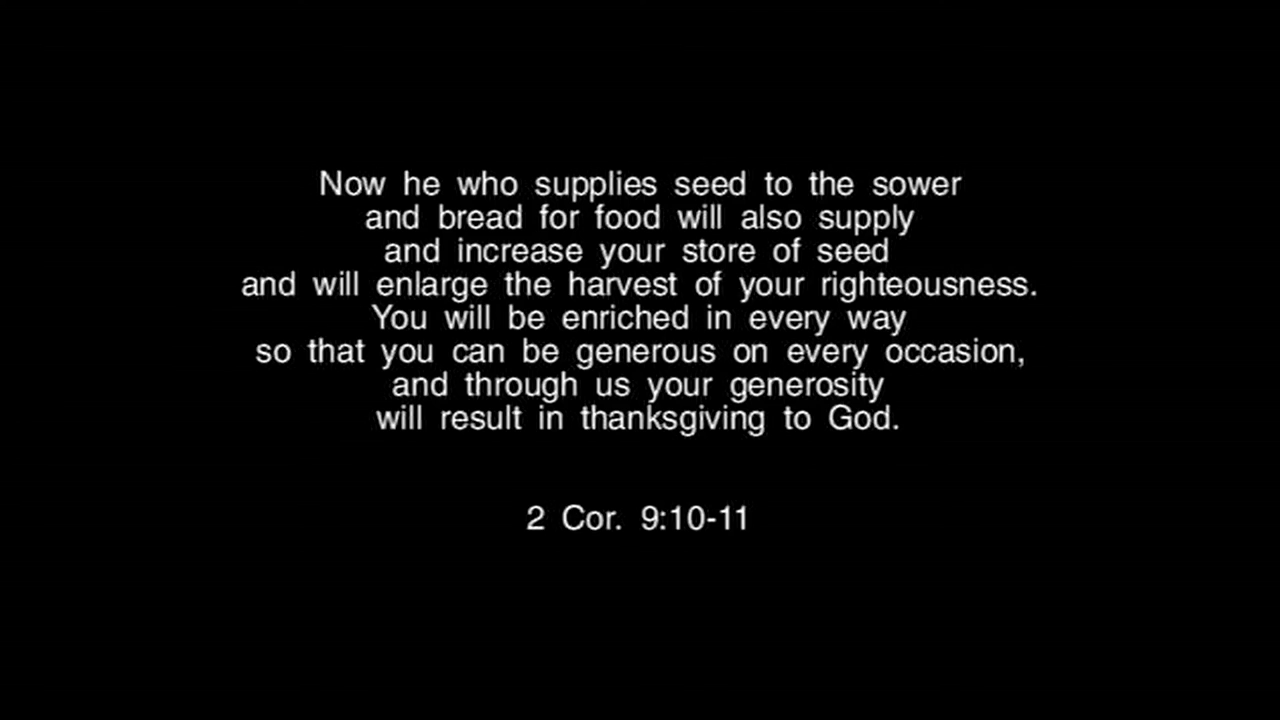 Now he who supplies seed to the sower
and bread for food will also supply
and increase your store of seed
and will enlarge the harvest of your righteousness.
You will be enriched in every way
so that you can be generous on every occasion,
and through us your generosity
will result in thanksgiving to God.
2 Cor. 9:10-11